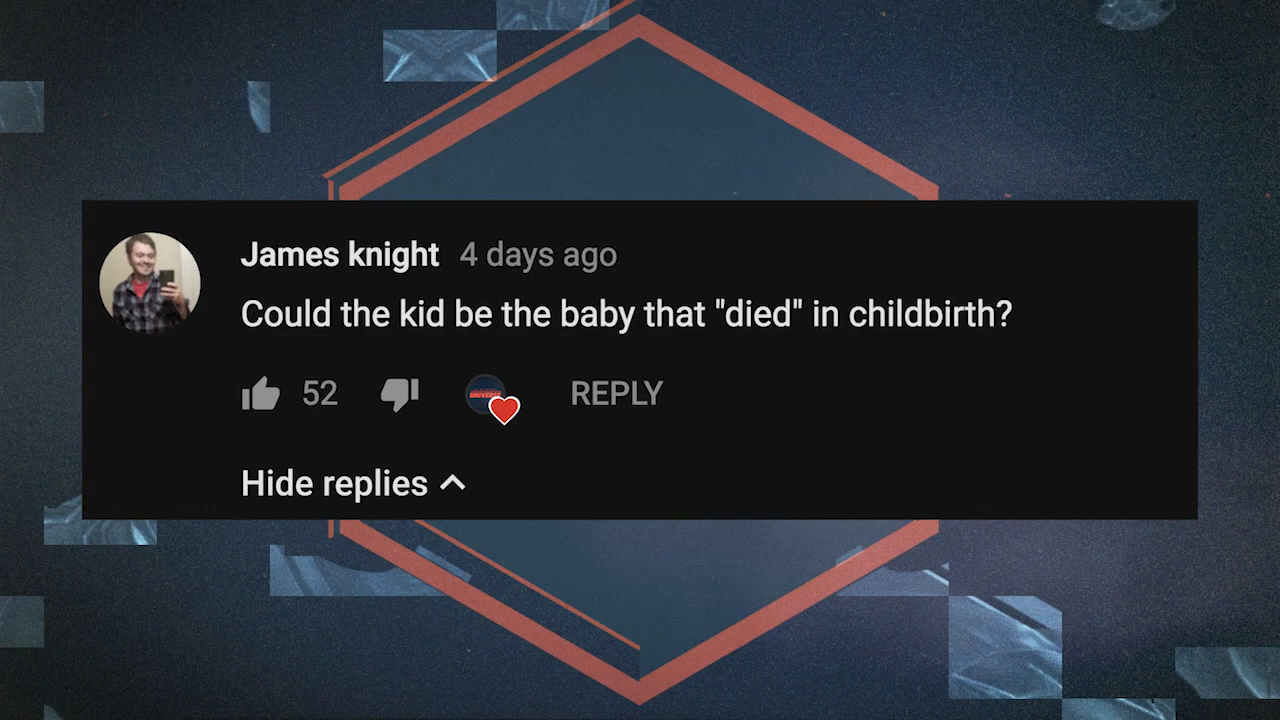 James knight 4 days ago
Could the kid be the baby that "died" in childbirth?
52 REPLY
Hide replies